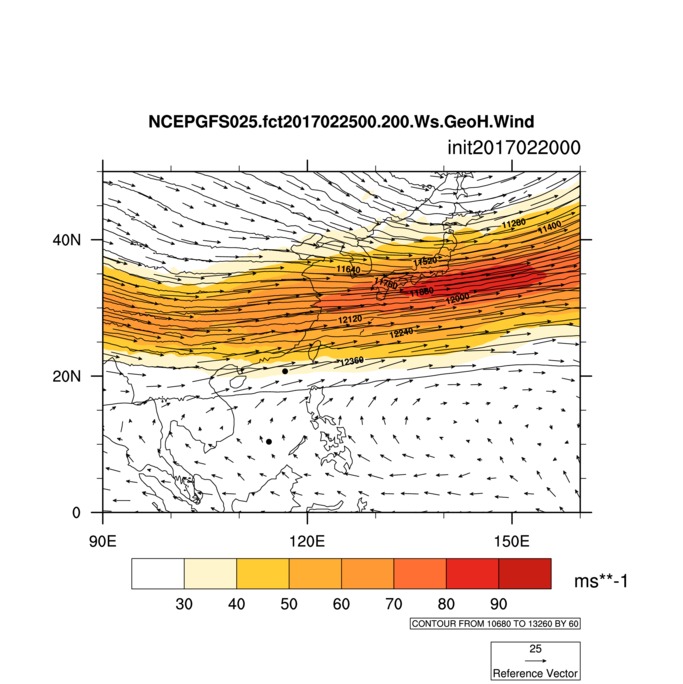 NCEPGFS025.fct2017022500.200.Ws.GeoH.Wind
init2017022000
11280
11400
40N
11520
11640
11760
11880
12000
12120
12240
12360
20N
0
90E 120E 150E
ms**-1
30 40 50 60 70 80 90
CONTOUR FROM 10680 TO 13260 BY 60
25
Reference Vector